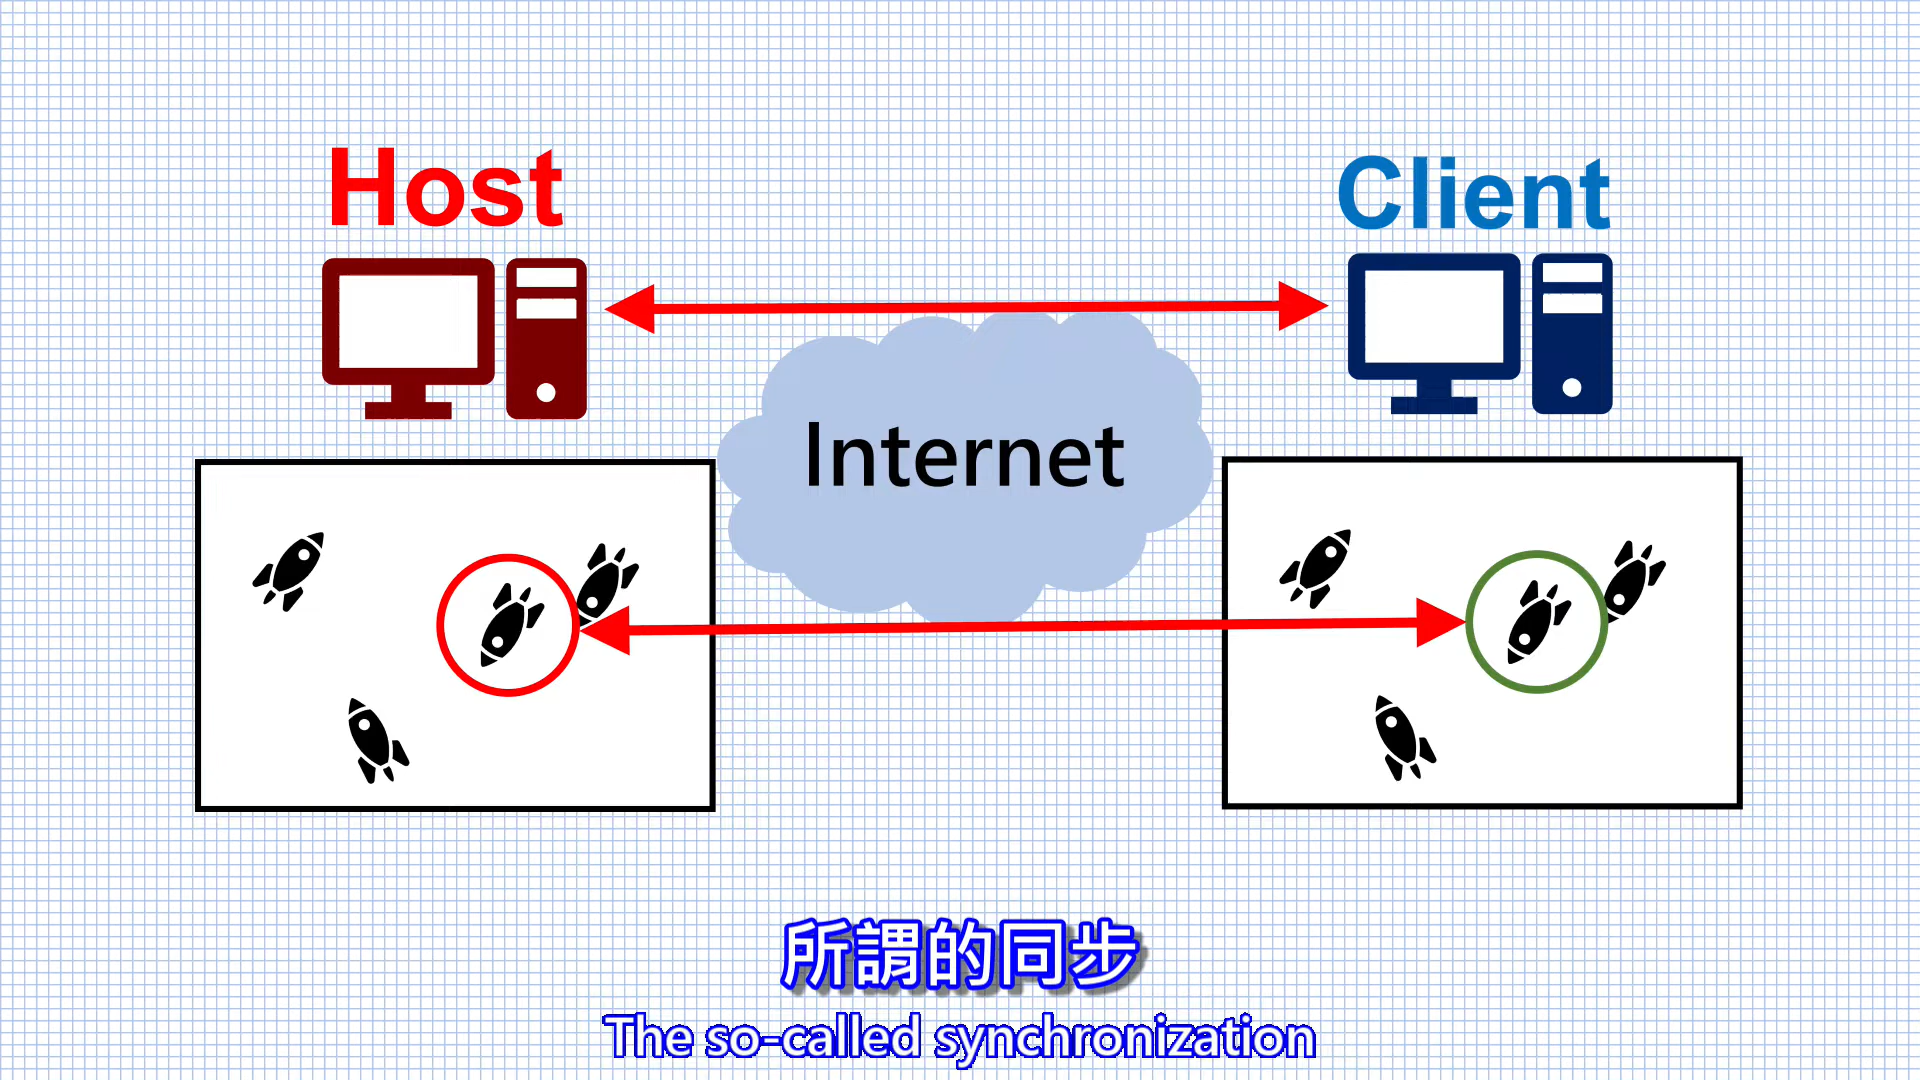 Host
Client
Internet
所謂的同步
The so-called synchronization